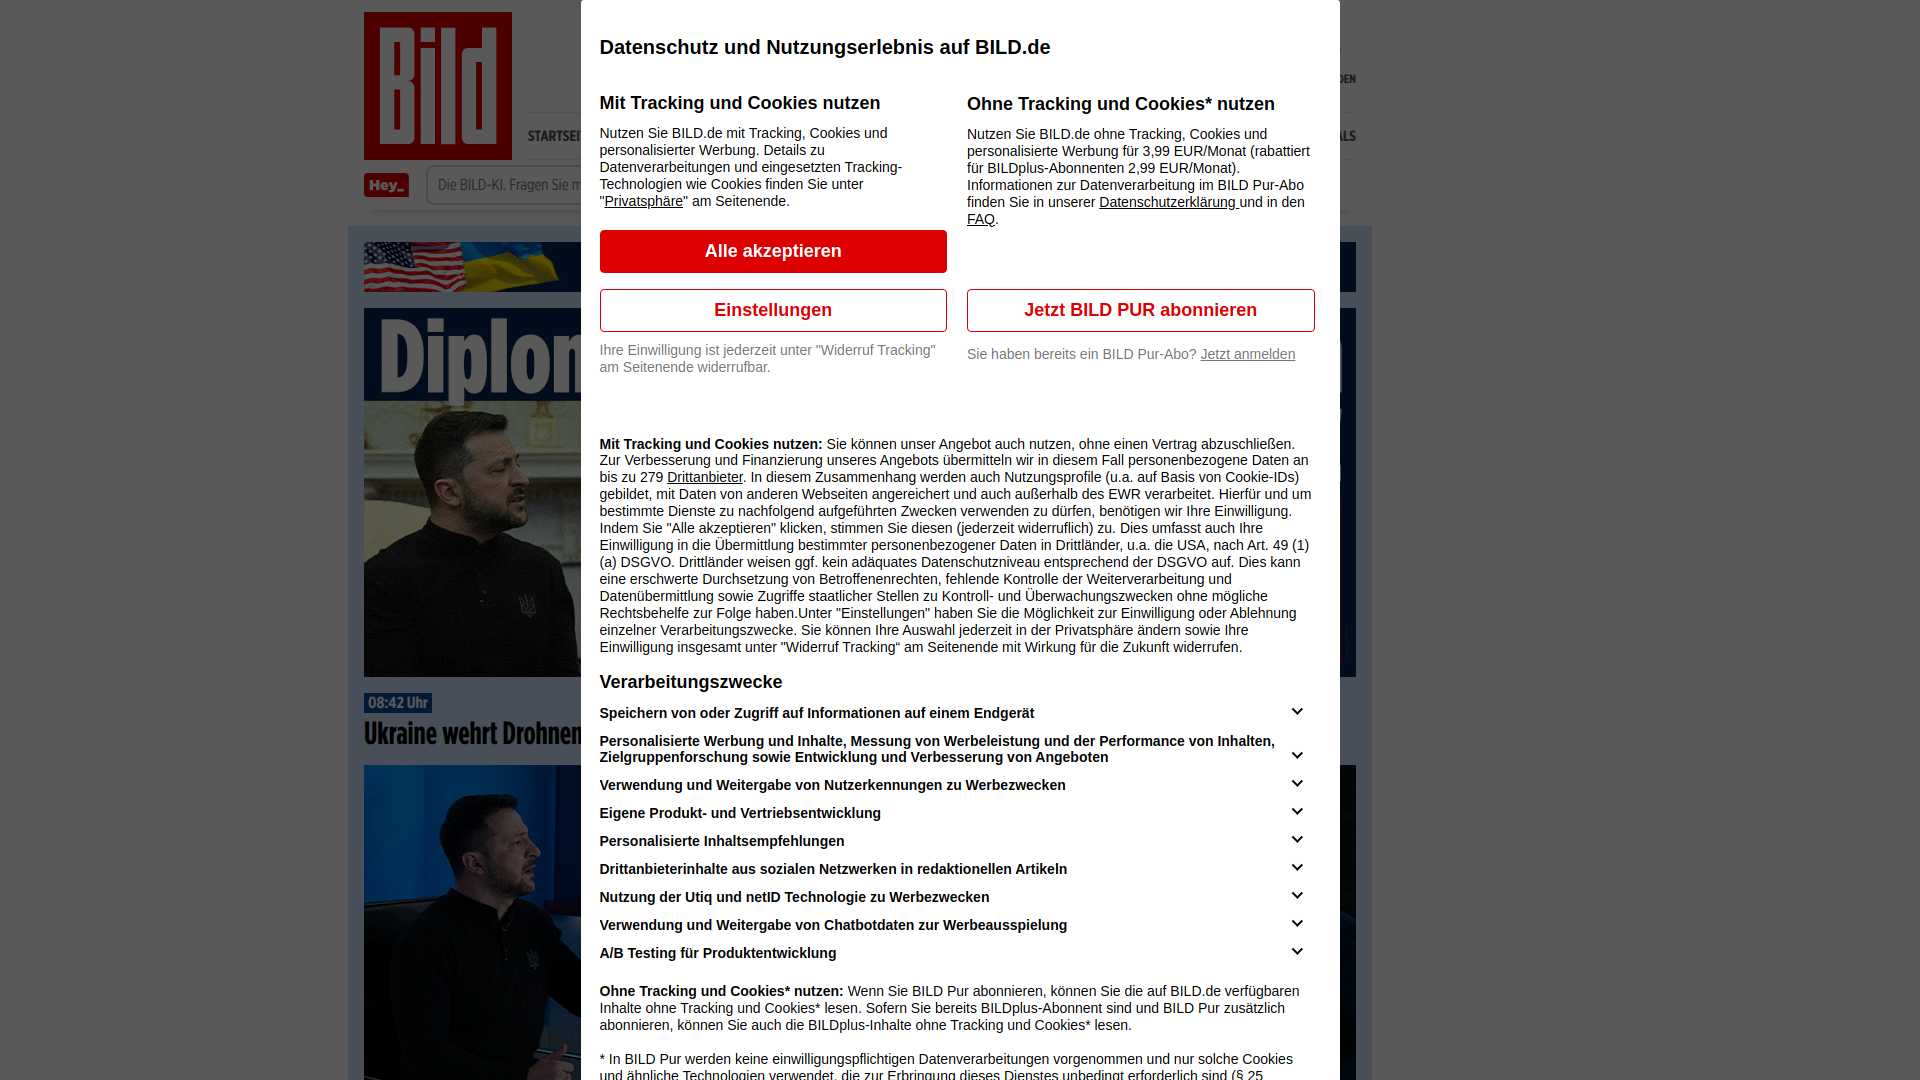 Bild
Datenschutz und Nutzungserlebnis auf BILD.de
Mit Tracking und Cookies nutzen
Nutzen Sie BILD.de mit Tracking, Cookies und
personalisierter Werbung. Details zu
Datenverarbeitungen und eingesetzten Tracking-
Technologien wie Cookies finden Sie unter
"Privatsphäre" am Seitenende.
Alle akzeptieren
Einstellungen
Ihre Einwilligung ist jederzeit unter "Widerruf Tracking"
am Seitenende widerrufbar.
Ohne Tracking und Cookies* nutzen
Nutzen Sie BILD.de ohne Tracking, Cookies und
personalisierte Werbung für 3,99 EUR/Monat (rabattiert
für BILDplus-Abonnenten 2,99 EUR/Monat).
Informationen zur Datenverarbeitung im BILD Pur-Abo
finden Sie in unserer Datenschutzerklärung und in den
FAQ.
Jetzt BILD PUR abonnieren
Sie haben bereits ein BILD Pur-Abo? Jetzt anmelden
Mit Tracking und Cookies nutzen: Sie können unser Angebot auch nutzen, ohne einen Vertrag abzuschließen.
Zur Verbesserung und Finanzierung unseres Angebots übermitteln wir in diesem Fall personenbezogene Daten an
bis zu 279 Drittanbieter. In diesem Zusammenhang werden auch Nutzungsprofile (u.a. auf Basis von Cookie-IDs)
gebildet, mit Daten von anderen Webseiten angereichert und auch außerhalb des EWR verarbeitet. Hierfür und um
bestimmte Dienste zu nachfolgend aufgeführten Zwecken verwenden zu dürfen, benötigen wir Ihre Einwilligung.
Indem Sie "Alle akzeptieren" klicken, stimmen Sie diesen (jederzeit widerruflich) zu. Dies umfasst auch Ihre
Einwilligung in die Übermittlung bestimmter personenbezogener Daten in Drittländer, u.a. die USA, nach Art. 49 (1)
(a) DSGVO. Drittländer weisen ggf. kein adäquates Datenschutzniveau entsprechend der DSGVO auf. Dies kann
eine erschwerte Durchsetzung von Betroffenenrechten, fehlende Kontrolle der Weiterverarbeitung und
Datenübermittlung sowie Zugriffe staatlicher Stellen zu Kontroll- und Überwachungszwecken ohne mögliche
Rechtsbehelfe zur Folge haben.Unter "Einstellungen" haben Sie die Möglichkeit zur Einwilligung oder Ablehnung
einzelner Verarbeitungszwecke. Sie können Ihre Auswahl jederzeit in der Privatsphäre ändern sowie Ihre
Einwilligung insgesamt unter "Widerruf Tracking“ am Seitenende mit Wirkung für die Zukunft widerrufen.
Verarbeitungszwecke
Speichern von oder Zugriff auf Informationen auf einem Endgerät
Personalisierte Werbung und Inhalte, Messung von Werbeleistung und der Performance von Inhalten,
Zielgruppenforschung sowie Entwicklung und Verbesserung von Angeboten
Verwendung und Weitergabe von Nutzerkennungen zu Werbezwecken
Eigene Produkt- und Vertriebsentwicklung
Personalisierte Inhaltsempfehlungen
Drittanbieterinhalte aus sozialen Netzwerken in redaktionellen Artikeln
Nutzung der Utiq und netID Technologie zu Werbezwecken
Verwendung und Weitergabe von Chatbotdaten zur Werbeausspielung
A/B Testing für Produktentwicklung
Ohne Tracking und Cookies* nutzen: Wenn Sie BILD Pur abonnieren, können Sie die auf BILD.de verfügbaren
Inhalte ohne Tracking und Cookies* lesen. Sofern Sie bereits BILDplus-Abonnent sind und BILD Pur zusätzlich
abonnieren, können Sie auch die BILDplus-Inhalte ohne Tracking und Cookies* lesen.
* In BILD Pur werden keine einwilligungspflichtigen Datenverarbeitungen vorgenommen und nur solche Cookies
und ähnliche Technologien verwendet, die zur Erbringung dieses Dienstes unbedingt erforderlich sind (§ 25
DEN
STARTSEI
ALS
Hey_
Die BILD-KI. Fragen Sie m
Diplom
08:42 Uhr
Ukraine wehrt Drohnen